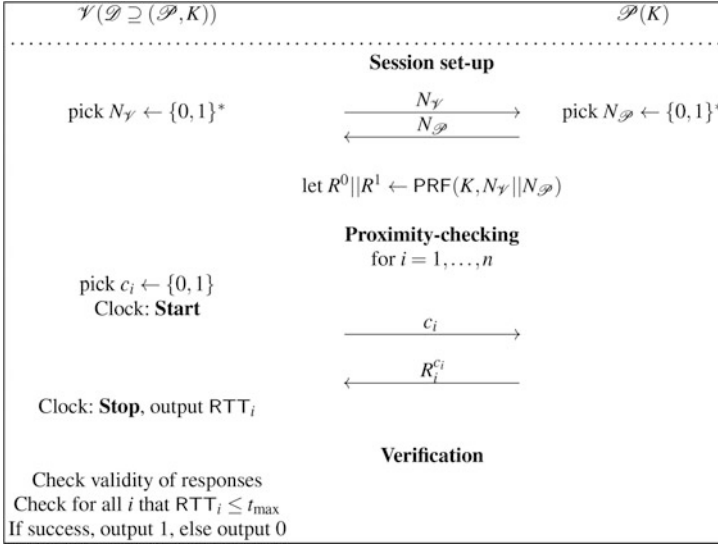 𝒱(𝒟 ⊇ (𝒫, K)) 𝒫(K)
Session set-up
pick N_𝒱 ← {0, 1}* N_𝒱 pick N_𝒫 ← {0, 1}*
N_𝒫
let R⁰||R¹ ← PRF(K, N_𝒱||N_𝒫)
Proximity-checking
for i = 1, ..., n
pick c_i ← {0, 1}
Clock: Start
c_i
R_i^{c_i}
Clock: Stop, output RTT_i
Verification
Check validity of responses
Check for all i that RTT_i ≤ t_max
If success, output 1, else output 0